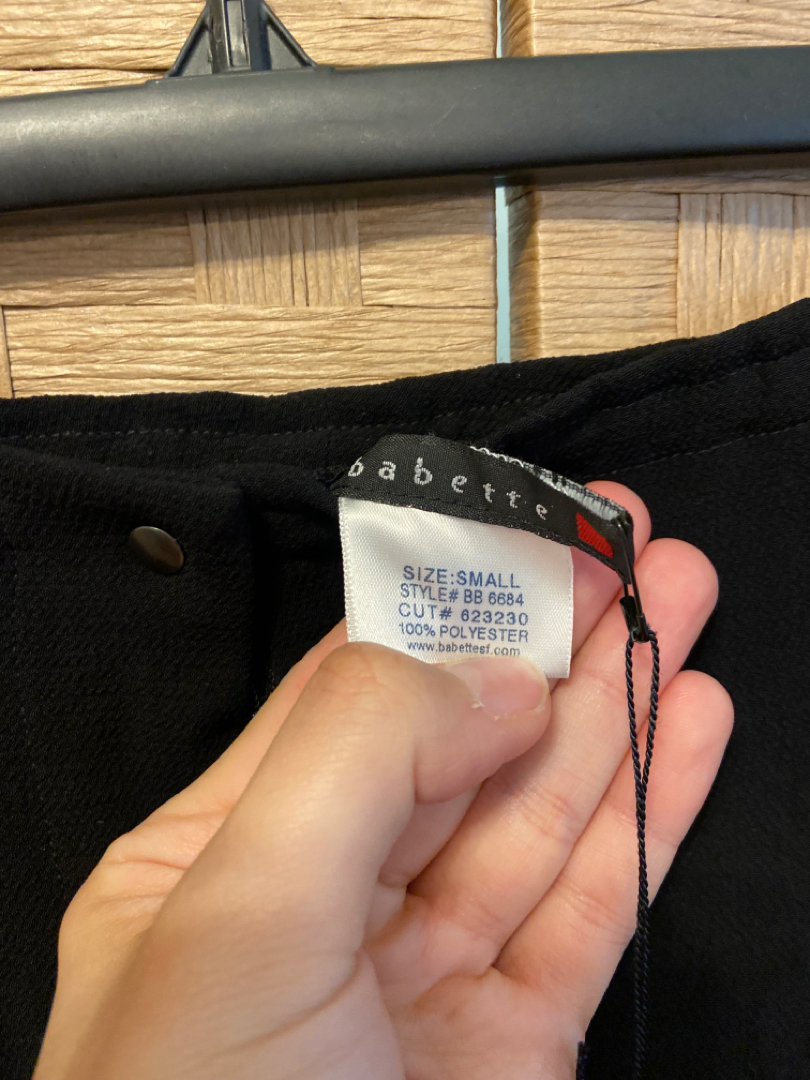 babette
SIZE:SMALL
STYLE# BB 6684
CUT# 623230
100% POLYESTER
www.babettesf.com